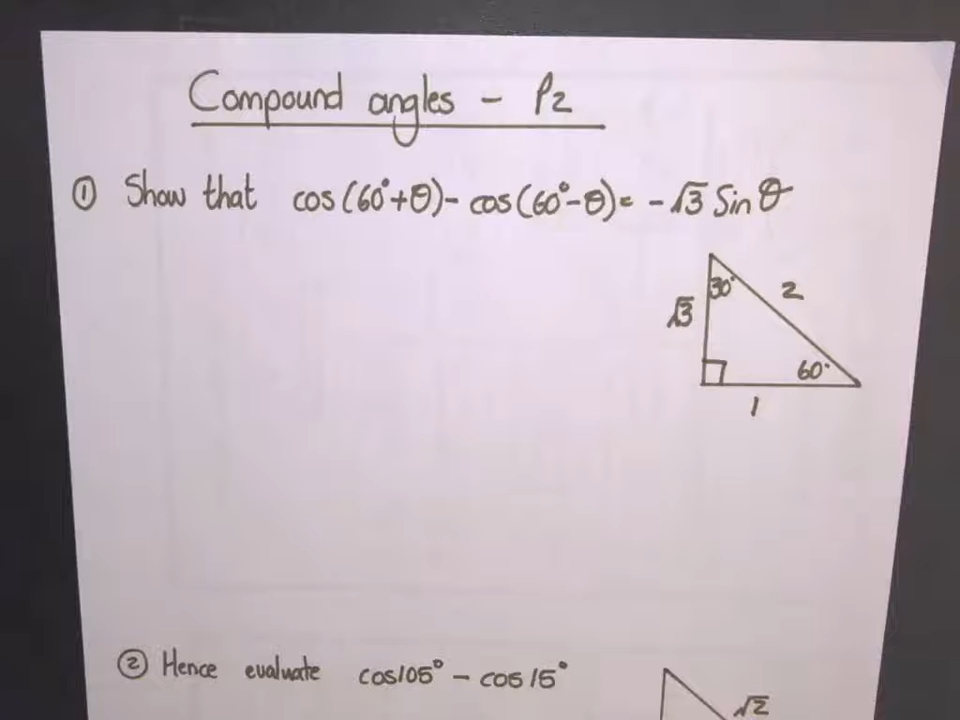 Compound angles - P2
① Show that cos(60°+θ)- cos(60°-θ)= -√3 Sin θ
30°
2
√3
60°
1
② Hence evaluate cos105° - cos15°
√2